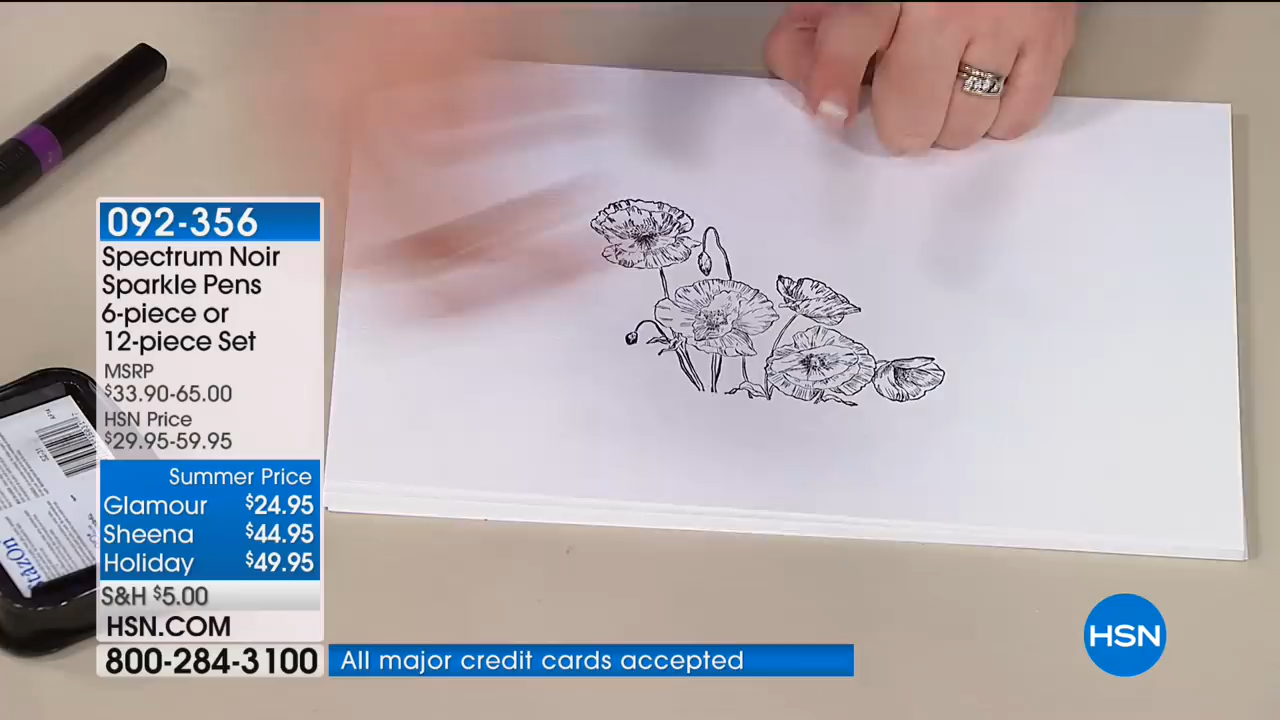 092-356
Spectrum Noir
Sparkle Pens
6-piece or
12-piece Set
MSRP
$33.90-65.00
HSN Price
$29.95-59.95
Summer Price
Glamour $24.95
Sheena $44.95
Holiday $49.95
S&H $5.00
HSN.COM
800-284-3100
All major credit cards accepted
HSN
StazOn